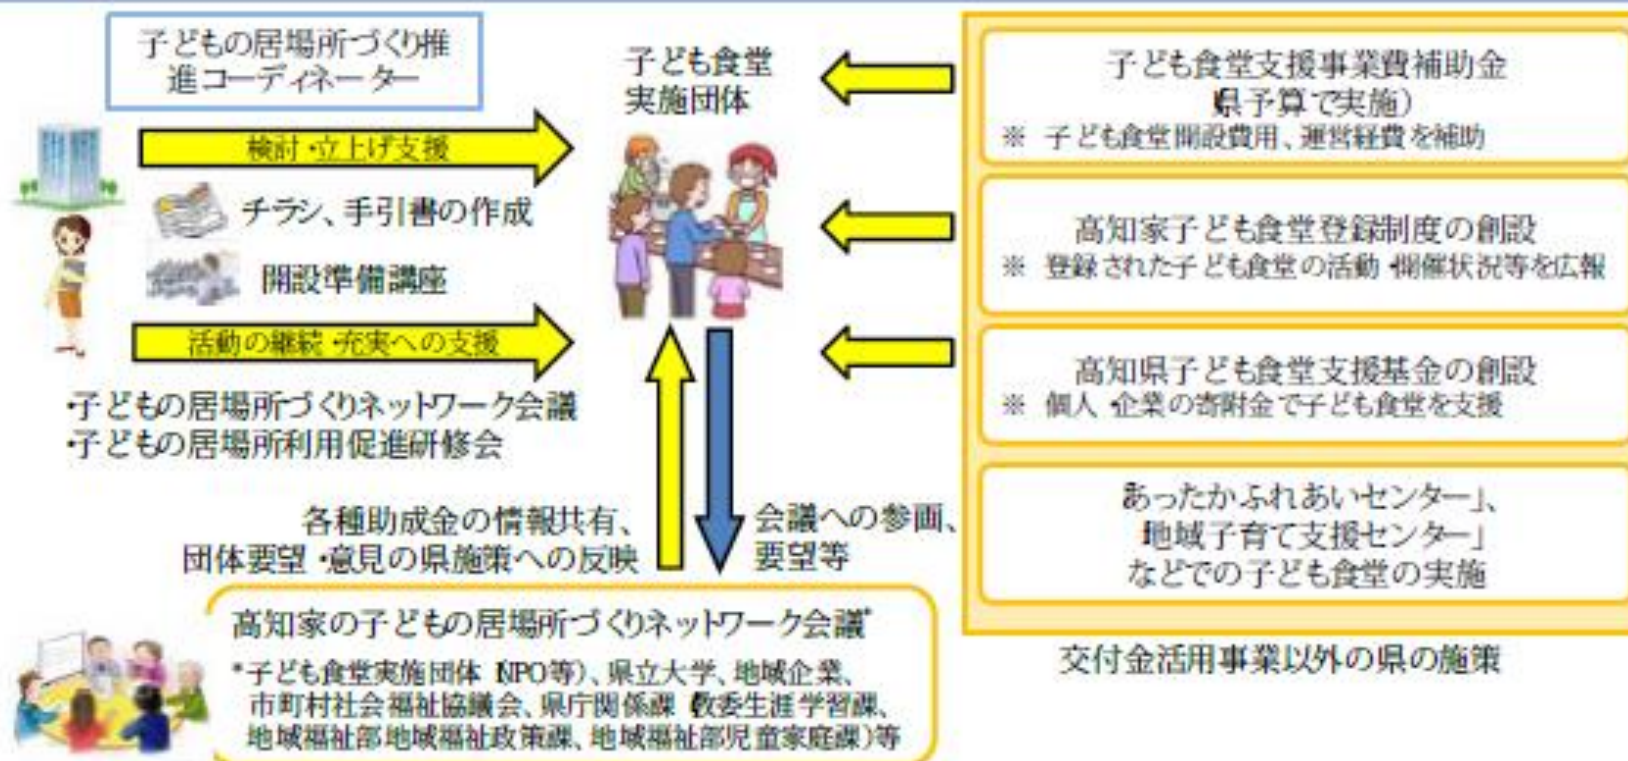 子どもの居場所づくり推
進コーディネーター
検討・立上げ支援
チラシ、手引書の作成
開設準備講座
活動の継続・充実への支援
・子どもの居場所づくりネットワーク会議
・子どもの居場所利用促進研修会
子ども食堂
実施団体
各種助成金の情報共有、
団体要望・意見の県施策への反映
会議への参画、
要望等
高知家の子どもの居場所づくりネットワーク会議*
*子ども食堂実施団体（NPO等）、県立大学、地域企業、
市町村社会福祉協議会、県庁関係課（教委生涯学習課、
地域福祉部地域福祉政策課、地域福祉部児童家庭課）等
子ども食堂支援事業費補助金
（県予算で実施）
※ 子ども食堂開設費用、運営経費を補助
高知家子ども食堂登録制度の創設
※ 登録された子ども食堂の活動・開催状況等を広報
高知県子ども食堂支援基金の創設
※ 個人・企業の寄附金で子ども食堂を支援
「あったかふれあいセンター」、
「地域子育て支援センター」
などでの子ども食堂の実施
交付金活用事業以外の県の施策